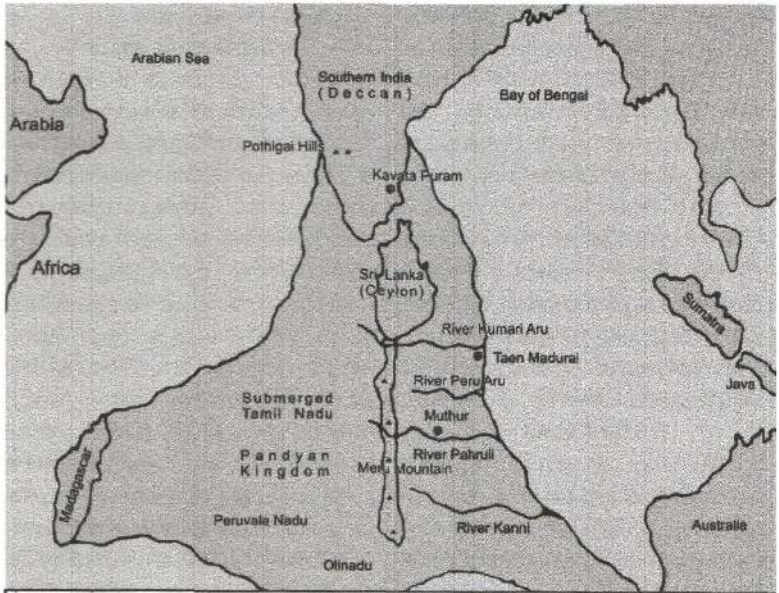 Arabian Sea
Southern India
(Deccan)
Bay of Bengal
Arabia
Pothigai Hills
Kavata Puram
Africa
Sri Lanka
(Ceylon)
Sumatra
River Kumari Aru
Taen Madurai
Java
River Peru Aru
Submerged
Tamil Nadu
Muthur
Madagascar
Pandyan
Kingdom
River Pahruli
Meru Mountain
Peruvala Nadu
River Kanni
Australia
Olinadu